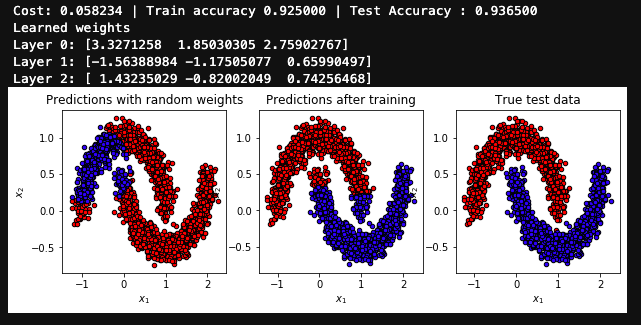 Cost: 0.058234 | Train accuracy 0.925000 | Test Accuracy : 0.936500
Learned weights
Layer 0: [3.3271258  1.85030305 2.75902767]
Layer 1: [-1.56388984 -1.17505077  0.65990497]
Layer 2: [ 1.43235029 -0.82002049  0.74256468]
Predictions with random weights
Predictions after training
True test data
1.0
0.5
0.0
−0.5
x₂
−1 0 1 2
x₁
1.0
0.5
0.0
−0.5
x₂
−1 0 1 2
x₁
1.0
0.5
0.0
−0.5
x₂
−1 0 1 2
x₁